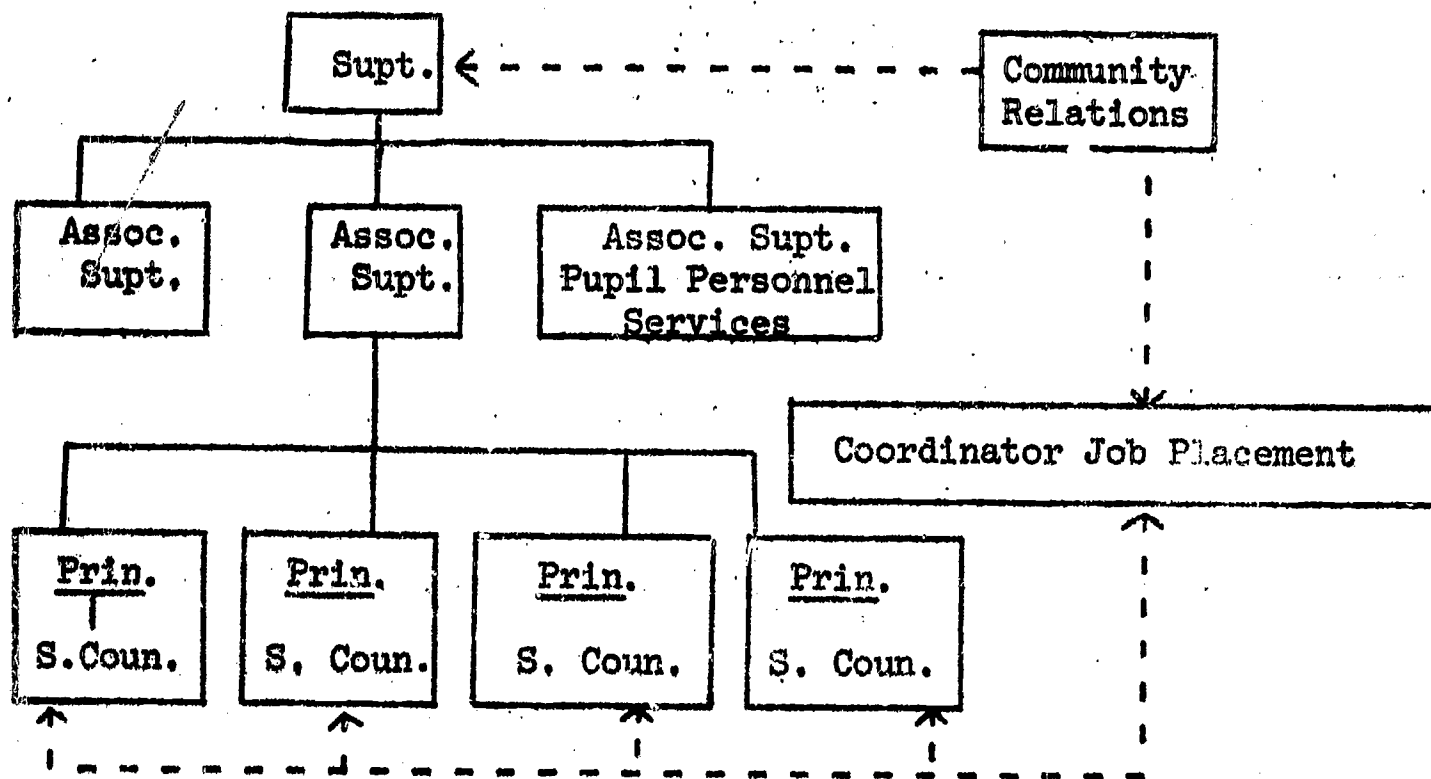 Supt.
Community
Relations
Assoc.
Supt.
Assoc.
Supt.
Assoc. Supt.
Pupil Personnel
Services
Coordinator Job Placement
Prin.
S.Coun.
Prin.
S. Coun.
Prin.
S. Coun.
Prin.
S. Coun.